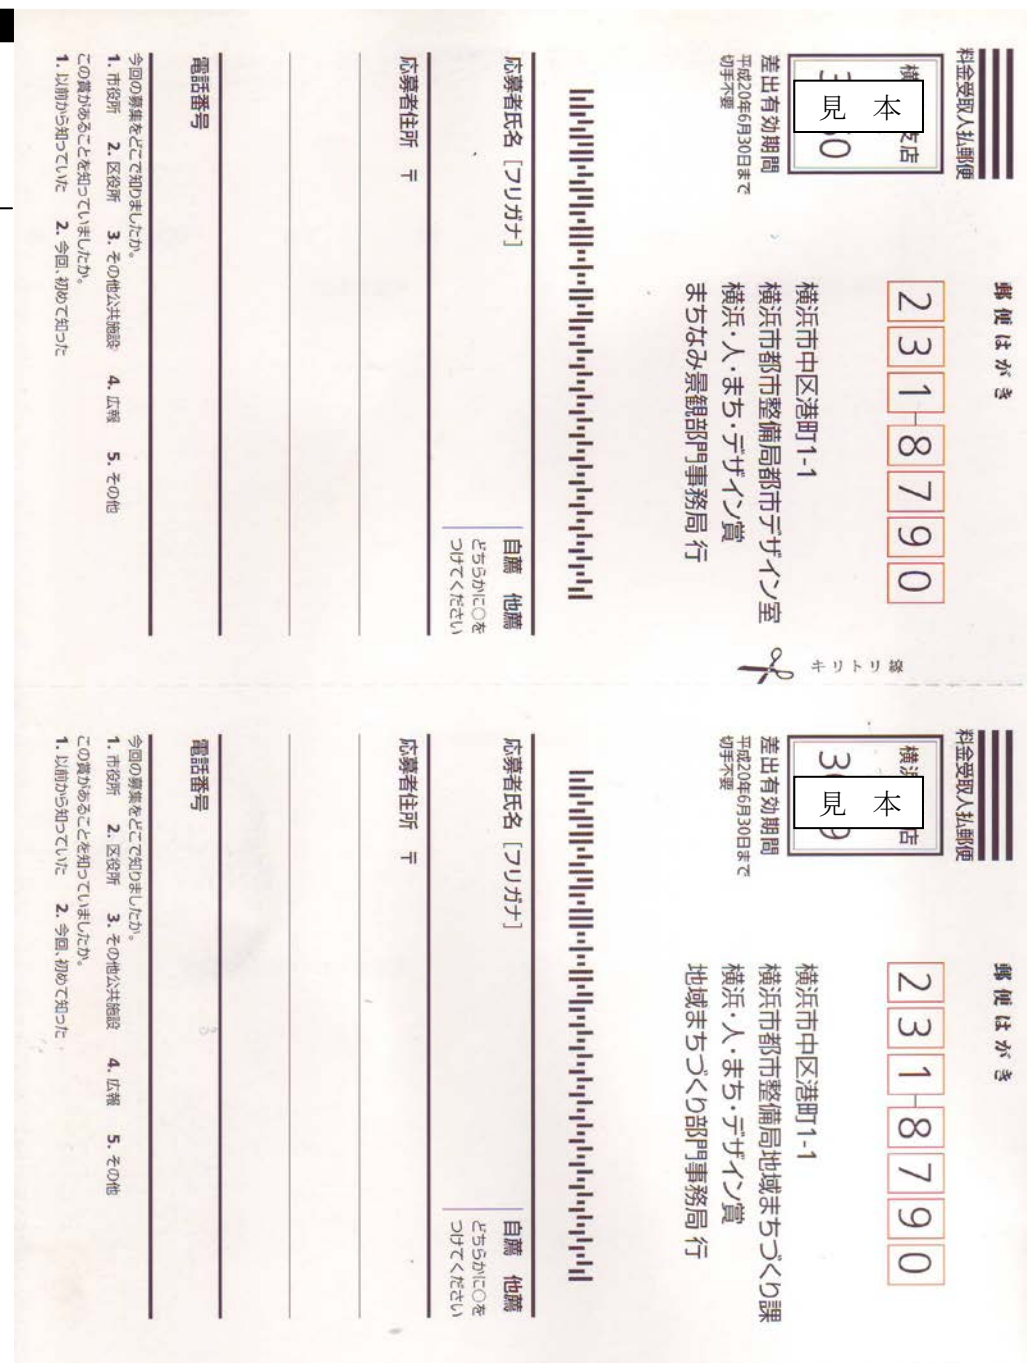 郵便はがき
料金受取人払郵便
見 本
差出有効期間
平成20年6月30日まで
切手不要
231-8790
横浜市中区港町1-1
横浜市都市整備局都市デザイン室
横浜・人・まち・デザイン賞
まちなみ景観部門事務局 行
応募者氏名 [フリガナ]
自薦 他薦
どちらかに○を
つけてください
応募者住所 〒
電話番号
今回の募集をどこで知りましたか。
1. 市役所 2. 区役所 3. その他公共施設 4. 広報 5. その他
この賞があることを知っていましたか。
1. 以前から知っていた 2. 今回、初めて知った
キリトリ線
郵便はがき
料金受取人払郵便
見 本
差出有効期間
平成20年6月30日まで
切手不要
231-8790
横浜市中区港町1-1
横浜市都市整備局地域まちづくり課
横浜・人・まち・デザイン賞
地域まちづくり部門事務局 行
応募者氏名 [フリガナ]
自薦 他薦
どちらかに○を
つけてください
応募者住所 〒
電話番号
今回の募集をどこで知りましたか。
1. 市役所 2. 区役所 3. その他公共施設 4. 広報 5. その他
この賞があることを知っていましたか。
1. 以前から知っていた 2. 今回、初めて知った